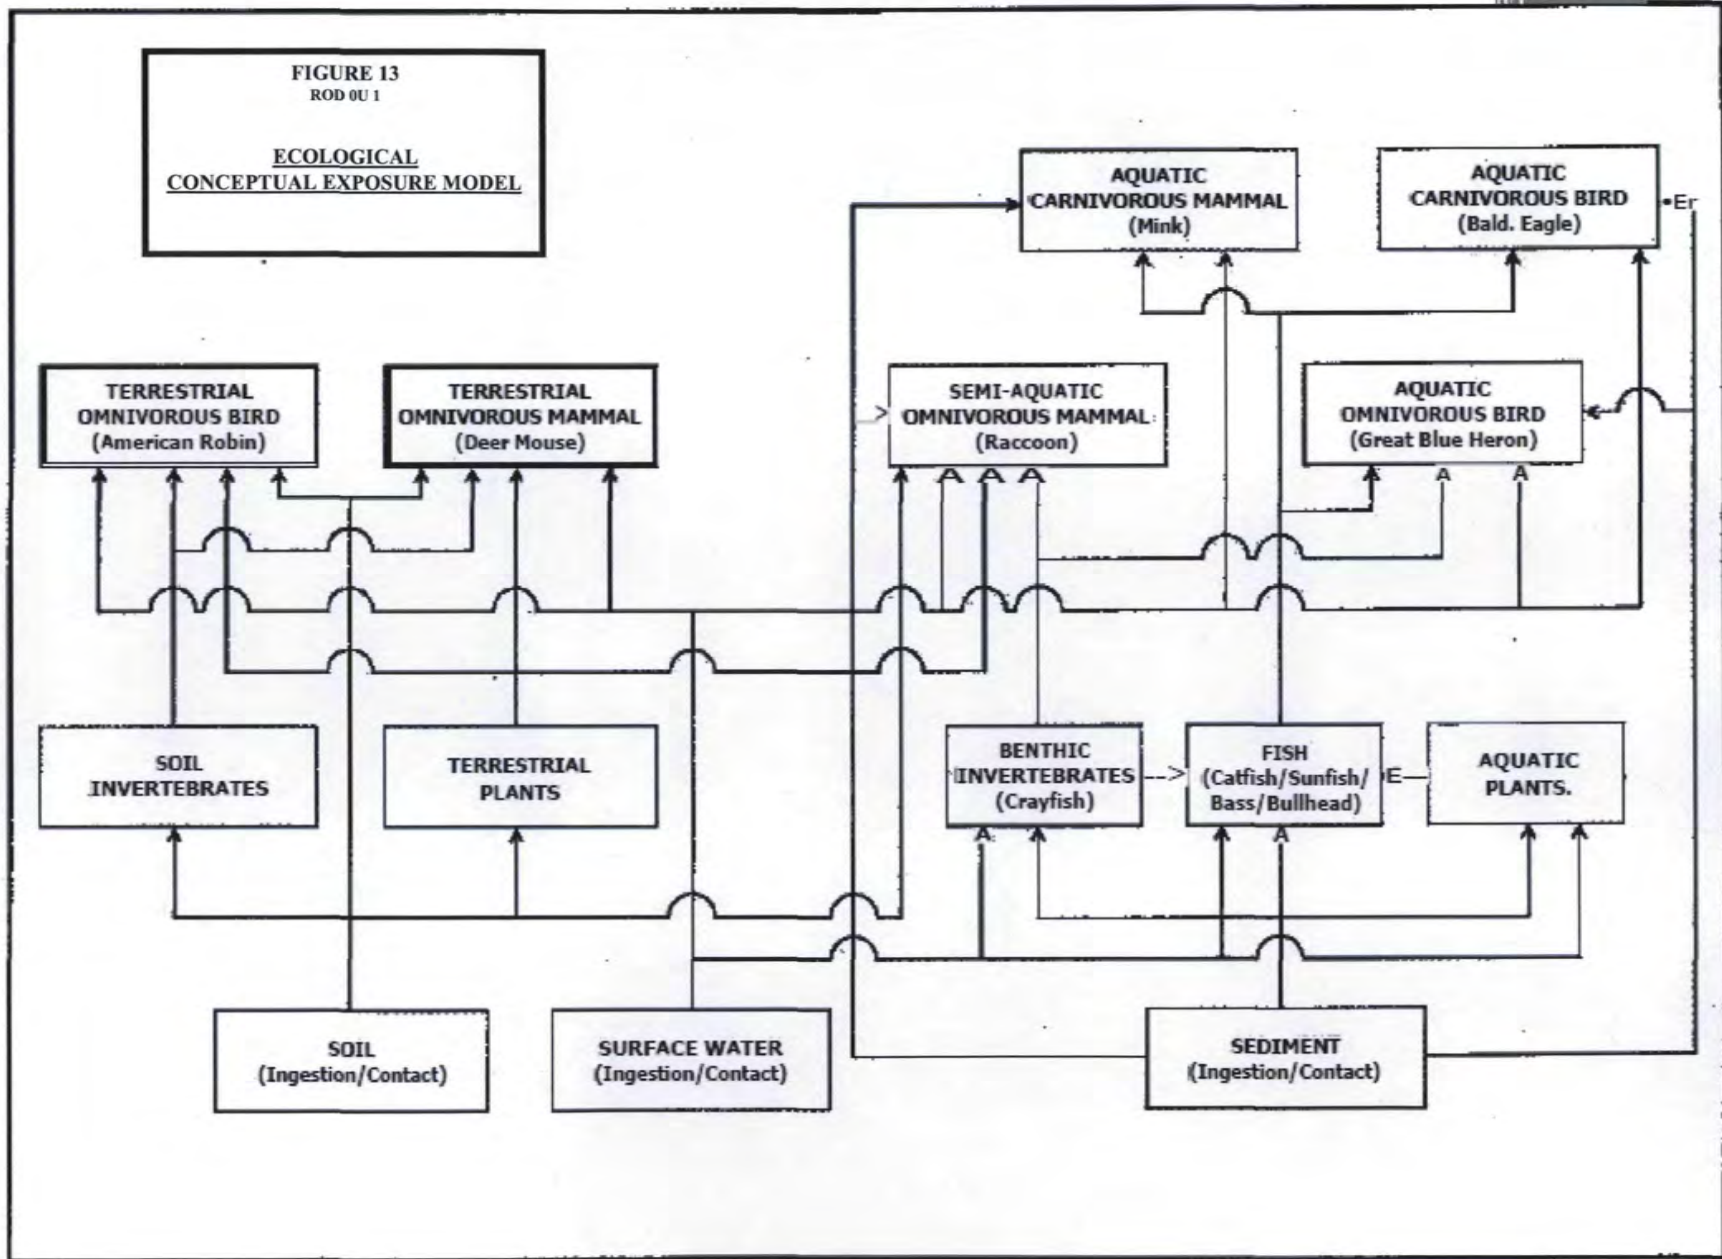 FIGURE 13
ROD 0U 1
ECOLOGICAL
CONCEPTUAL EXPOSURE MODEL
AQUATIC
CARNIVOROUS MAMMAL
(Mink)
AQUATIC
CARNIVOROUS BIRD
(Bald. Eagle)
•Er
TERRESTRIAL
OMNIVOROUS BIRD
(American Robin)
TERRESTRIAL
OMNIVOROUS MAMMAL
(Deer Mouse)
>
SEMI-AQUATIC
OMNIVOROUS MAMMAL
(Raccoon)
AQUATIC
OMNIVOROUS BIRD
(Great Blue Heron)
A A A
A A
SOIL
INVERTEBRATES
TERRESTRIAL
PLANTS
BENTHIC
INVERTEBRATES
(Crayfish)
-->
FISH
(Catfish/Sunfish/
Bass/Bullhead)
E—
AQUATIC
PLANTS.
A
A
SOIL
(Ingestion/Contact)
SURFACE WATER
(Ingestion/Contact)
SEDIMENT
(Ingestion/Contact)